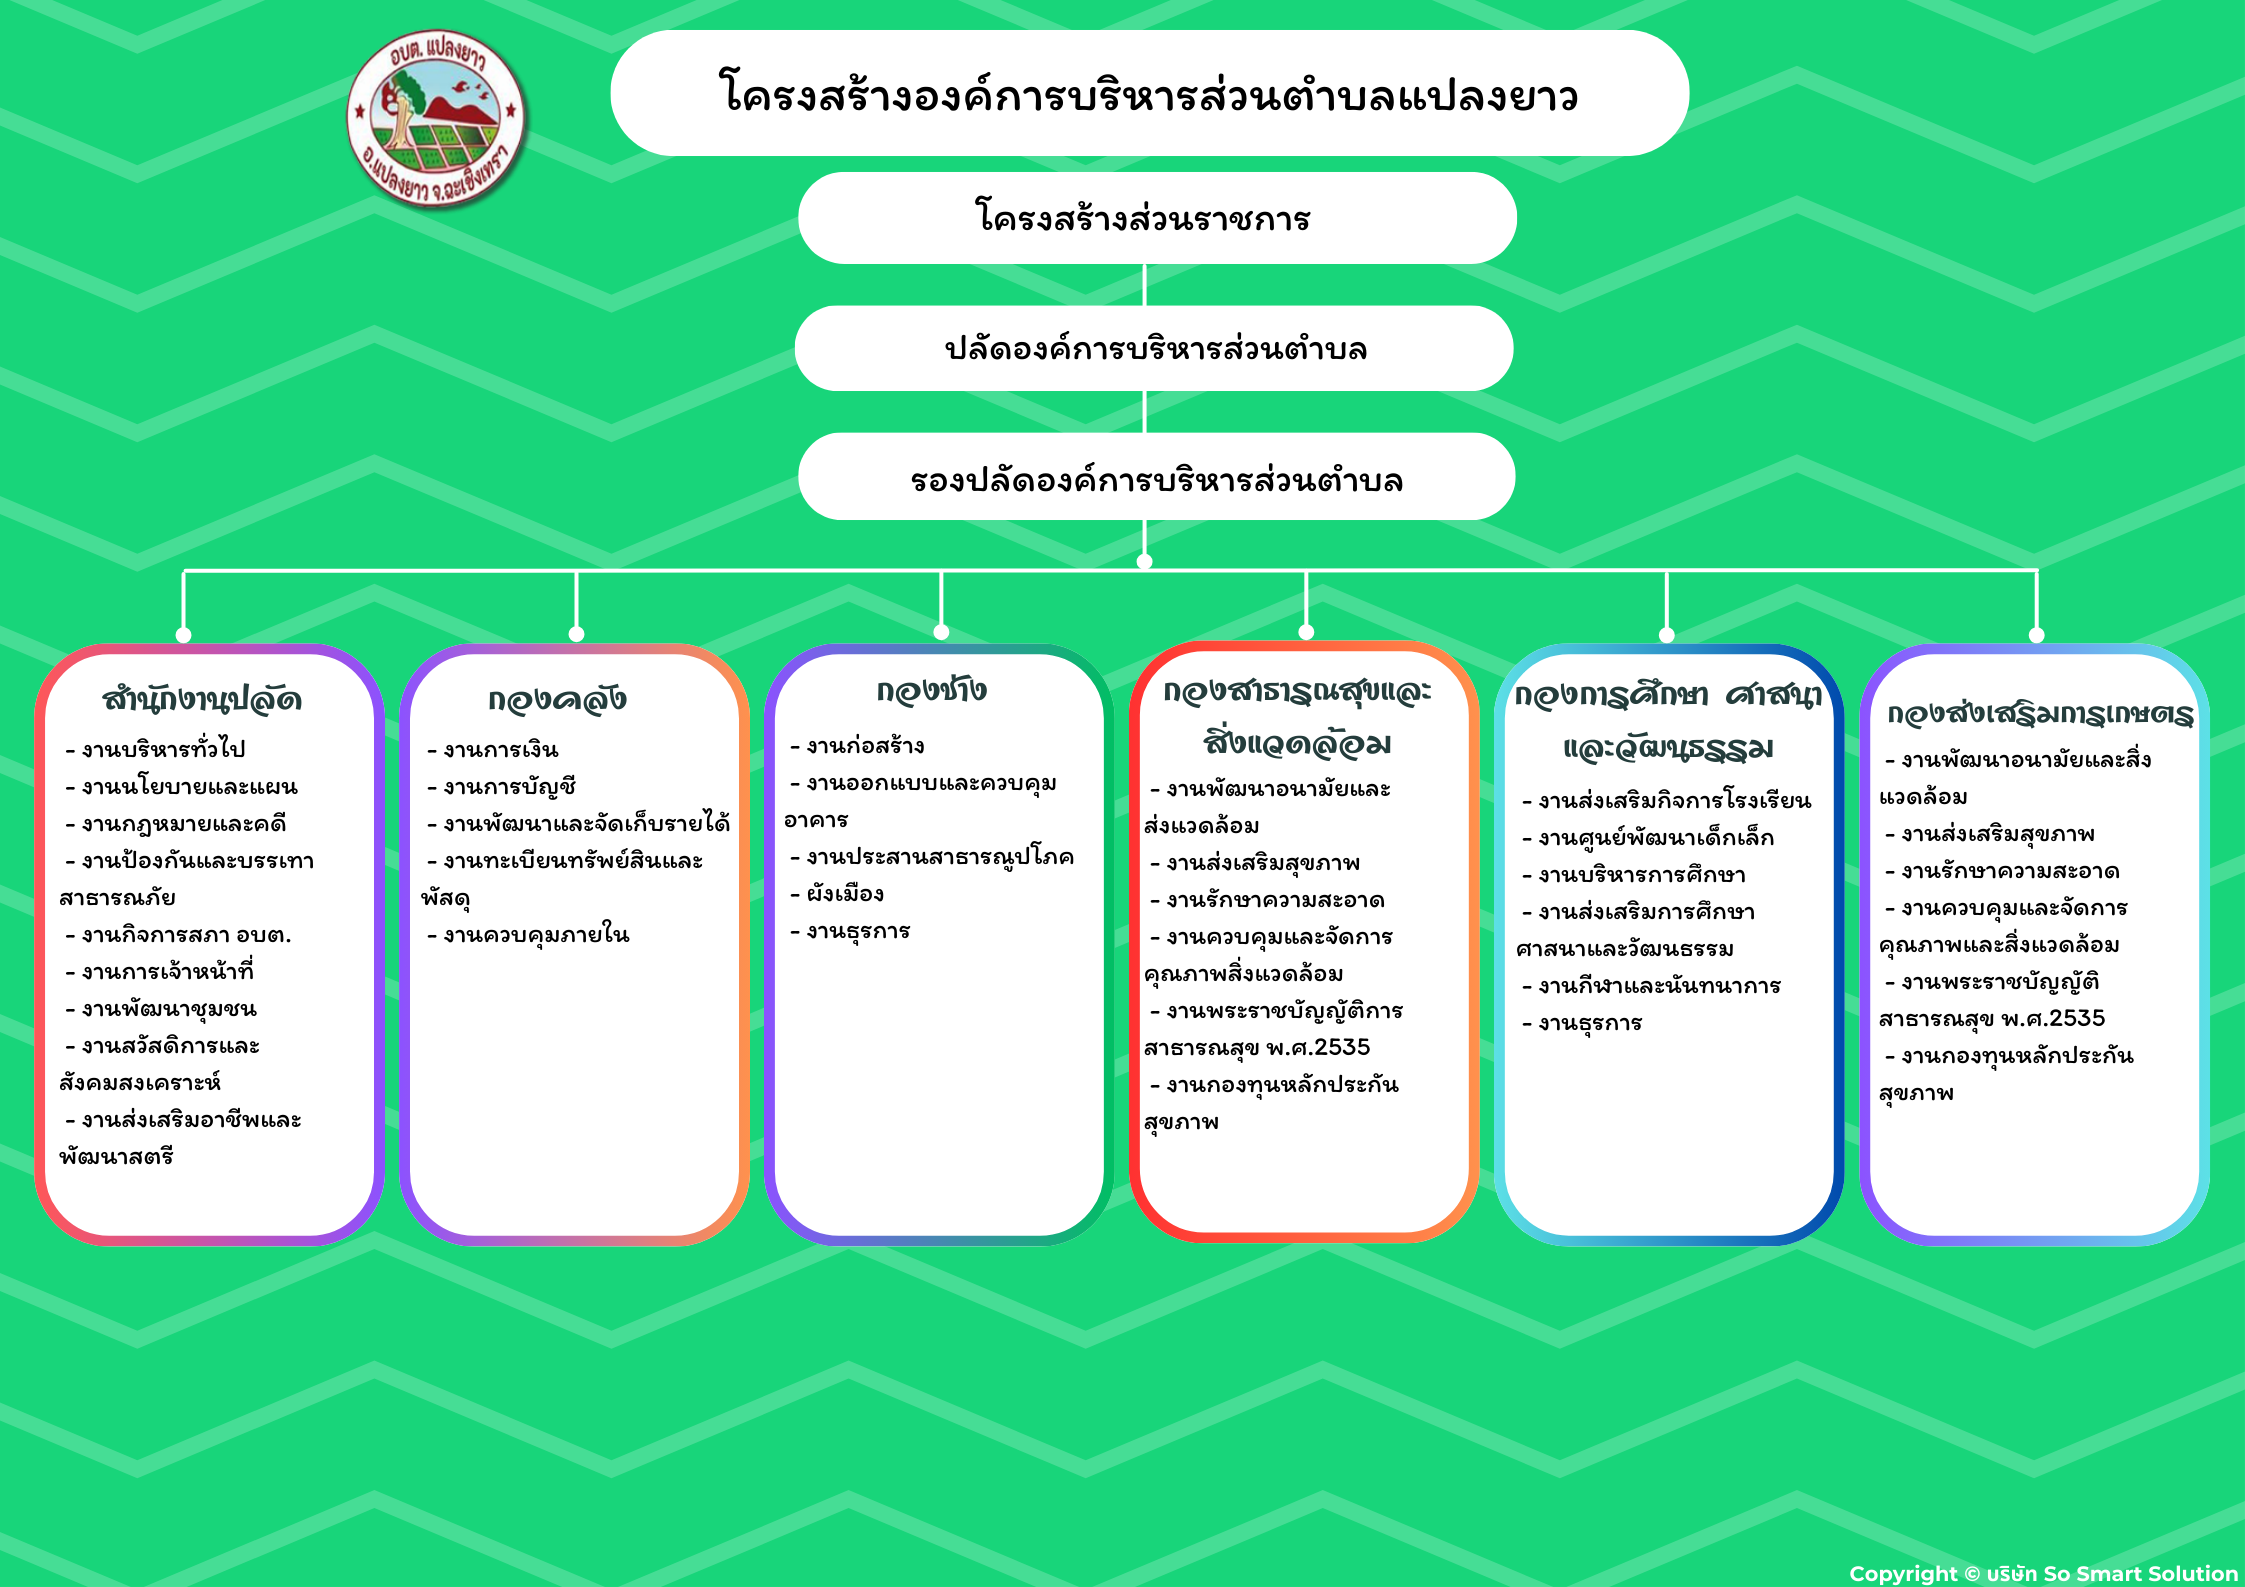 อบต. แปลงยาว
อ.แปลงยาว จ.ฉะเชิงเทรา
โครงสร้างองค์การบริหารส่วนตำบลแปลงยาว
โครงสร้างส่วนราชการ
ปลัดองค์การบริหารส่วนตำบล
รองปลัดองค์การบริหารส่วนตำบล
สำนักงานปลัด
- งานบริหารทั่วไป
- งานนโยบายและแผน
- งานกฎหมายและคดี
- งานป้องกันและบรรเทา
สาธารณภัย
- งานกิจการสภา อบต.
- งานการเจ้าหน้าที่
- งานพัฒนาชุมชน
- งานสวัสดิการและ
สังคมสงเคราะห์
- งานส่งเสริมอาชีพและ
พัฒนาสตรี
กองคลัง
- งานการเงิน
- งานการบัญชี
- งานพัฒนาและจัดเก็บรายได้
- งานทะเบียนทรัพย์สินและ
พัสดุ
- งานควบคุมภายใน
กองช่าง
- งานก่อสร้าง
- งานออกแบบและควบคุม
อาคาร
- งานประสานสาธารณูปโภค
- ผังเมือง
- งานธุรการ
กองสาธารณสุขและ
สิ่งแวดล้อม
- งานพัฒนาอนามัยและ
ส่งแวดล้อม
- งานส่งเสริมสุขภาพ
- งานรักษาความสะอาด
- งานควบคุมและจัดการ
คุณภาพสิ่งแวดล้อม
- งานพระราชบัญญัติการ
สาธารณสุข พ.ศ.2535
- งานกองทุนหลักประกัน
สุขภาพ
กองการศึกษา ศาสนา
และวัฒนธรรม
- งานส่งเสริมกิจการโรงเรียน
- งานศูนย์พัฒนาเด็กเล็ก
- งานบริหารการศึกษา
- งานส่งเสริมการศึกษา
ศาสนาและวัฒนธรรม
- งานกีฬาและนันทนาการ
- งานธุรการ
กองส่งเสริมการเกษตร
- งานพัฒนาอนามัยและสิ่ง
แวดล้อม
- งานส่งเสริมสุขภาพ
- งานรักษาความสะอาด
- งานควบคุมและจัดการ
คุณภาพและสิ่งแวดล้อม
- งานพระราชบัญญัติ
สาธารณสุข พ.ศ.2535
- งานกองทุนหลักประกัน
สุขภาพ
Copyright © บริษัท So Smart Solution